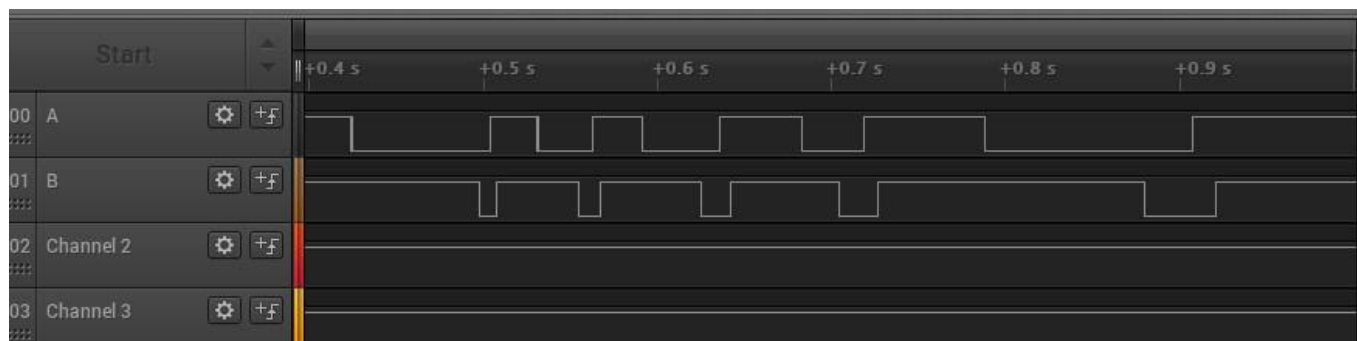 Start
+0.4 s +0.5 s +0.6 s +0.7 s +0.8 s +0.9 s
00 A
01 B
02 Channel 2
03 Channel 3